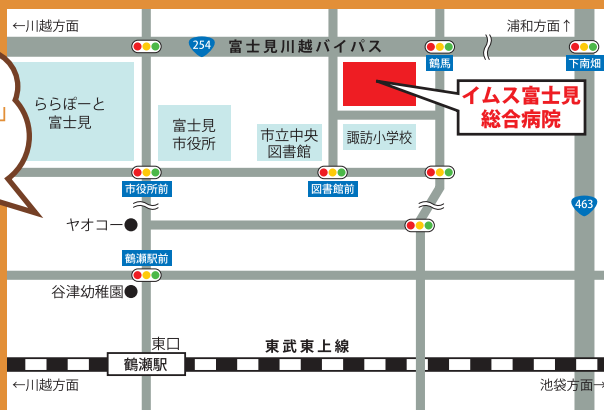 ←川越方面
254
富士見川越バイパス
浦和方面↑
鶴馬
下南畑
」
ららぽーと
富士見
富士見
市役所
市立中央
図書館
諏訪小学校
イムス富士見
総合病院
市役所前
図書館前
463
ヤオコー
鶴瀬駅前
谷津幼稚園
東口
鶴瀬駅
東武東上線
←川越方面
池袋方面→